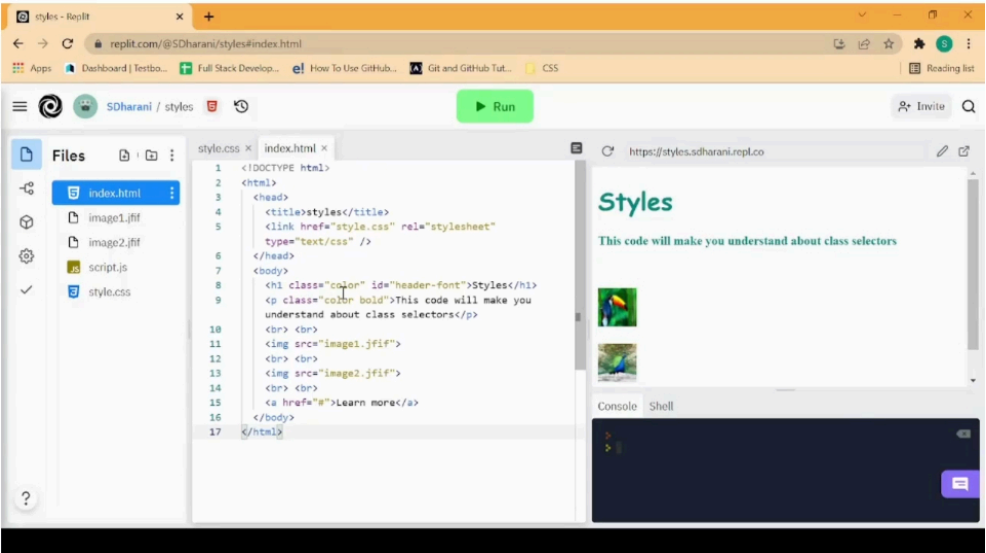 styles - Replit
replit.com/@SDharani/styles#index.html
S
Apps Dashboard | Testbo... Full Stack Develop... How To Use GitHub... Git and GitHub Tut... CSS Reading list
SDharani / styles Run Invite
Files
index.html
image1.jfif
image2.jfif
script.js
style.css
?
style.css × index.html ×
1 <!DOCTYPE html>
2 <html>
3 <head>
4 <title>styles</title>
5 <link href="style.css" rel="stylesheet"
type="text/css" />
6 </head>
7 <body>
8 <h1 class="color" id="header-font">Styles</h1>
9 <p class="color bold">This code will make you
understand about class selectors</p>
10 <br> <br>
11 <img src="image1.jfif">
12 <br> <br>
13 <img src="image2.jfif">
14 <br> <br>
15 <a href="#">Learn more</a>
16 </body>
17 </html>
https://styles.sdharani.repl.co
Styles
This code will make you understand about class selectors
Console Shell
>
>